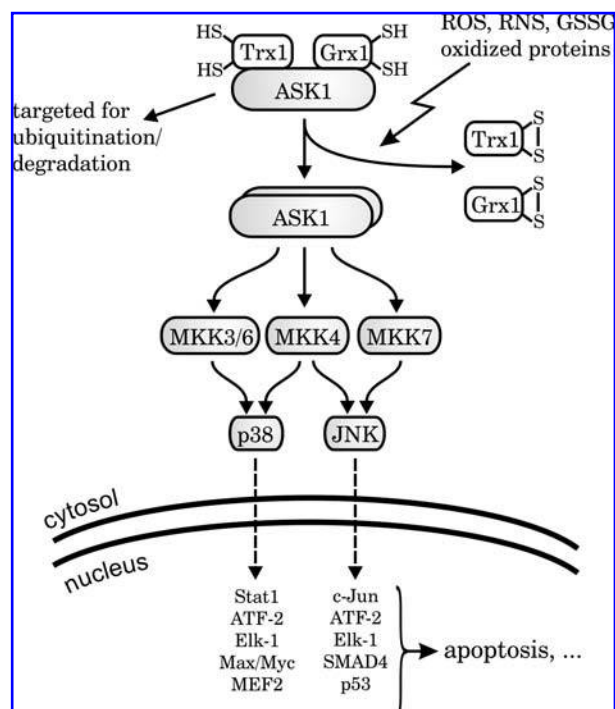 ROS, RNS, GSSG
oxidized proteins
HS
Trx1
Grx1
SH
HS
SH
ASK1
targeted for
ubiquitination/
degradation
Trx1
S
S
Grx1
S
S
ASK1
MKK3/6
MKK4
MKK7
p38
JNK
cytosol
nucleus
Stat1
ATF-2
Elk-1
Max/Myc
MEF2
c-Jun
ATF-2
Elk-1
SMAD4
p53
apoptosis, ...